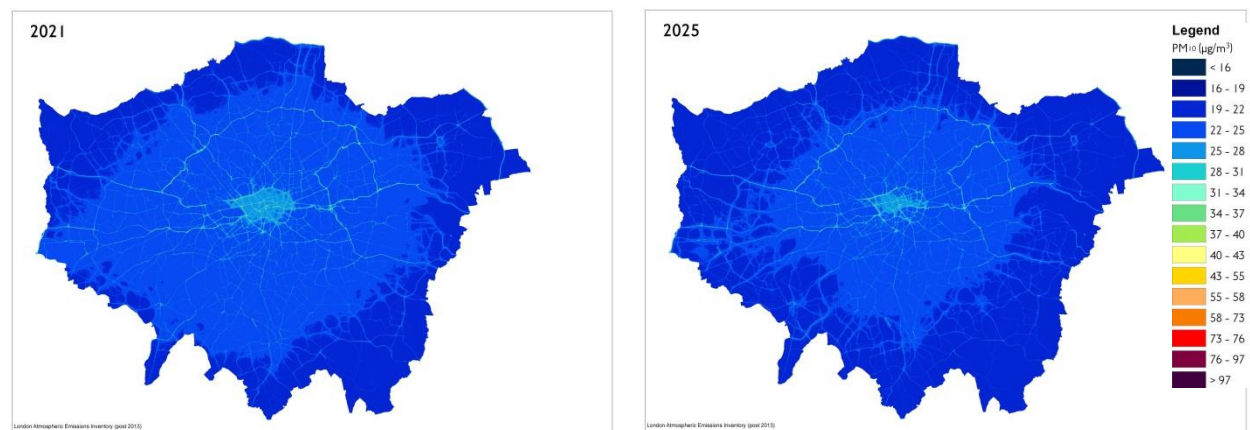 2021
London Atmospheric Emissions Inventory (post 2013)
2025
London Atmospheric Emissions Inventory (post 2013)
Legend
PM10 (µg/m³)
< 16
16 - 19
19 - 22
22 - 25
25 - 28
28 - 31
31 - 34
34 - 37
37 - 40
40 - 43
43 - 55
55 - 58
58 - 73
73 - 76
76 - 97
> 97